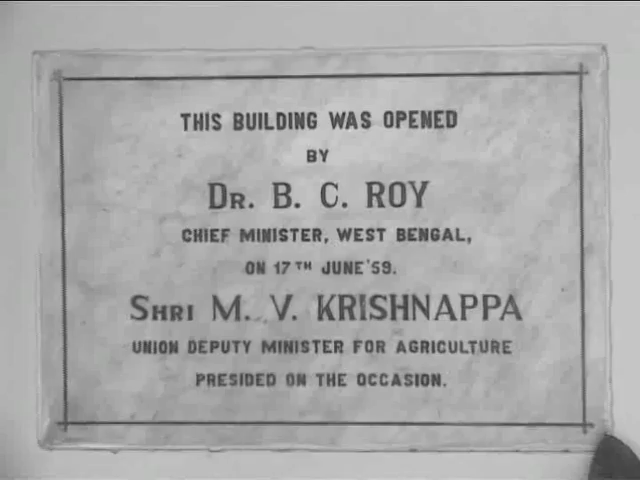 THIS BUILDING WAS OPENED
BY
DR. B. C. ROY
CHIEF MINISTER, WEST BENGAL,
ON 17TH JUNE'59.
SHRI M. V. KRISHNAPPA
UNION DEPUTY MINISTER FOR AGRICULTURE
PRESIDED ON THE OCCASION.